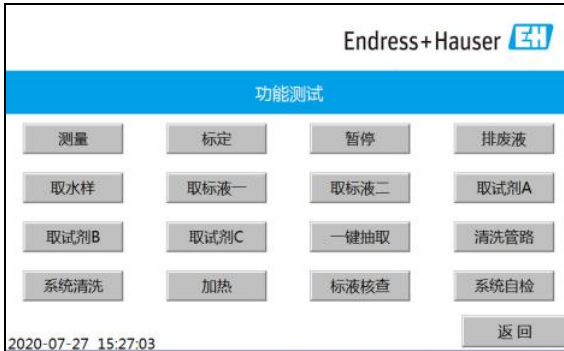 Endress+Hauser EH
功能测试
测量 标定 暂停 排废液
取水样 取标液一 取标液二 取试剂A
取试剂B 取试剂C 一键抽取 清洗管路
系统清洗 加热 标液核查 系统自检
返回
2020-07-27 15:27:03